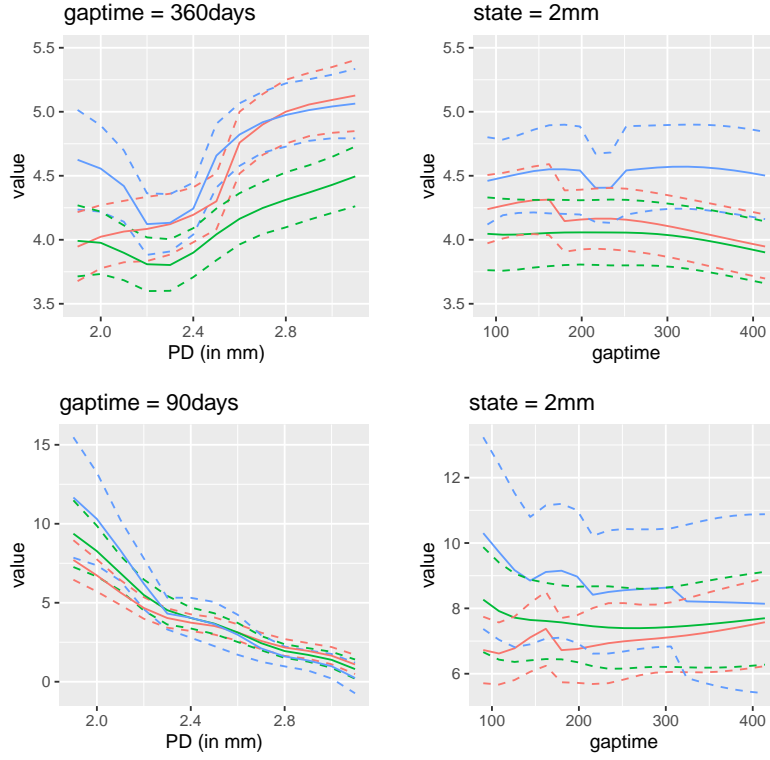 gaptime = 360days
5.5
5.0
4.5
4.0
3.5
value
2.0
2.4
2.8
PD (in mm)
state = 2mm
5.5
5.0
4.5
4.0
3.5
value
100
200
300
400
gaptime
gaptime = 90days
15
10
5
0
value
2.0
2.4
2.8
PD (in mm)
state = 2mm
12
10
8
6
value
100
200
300
400
gaptime